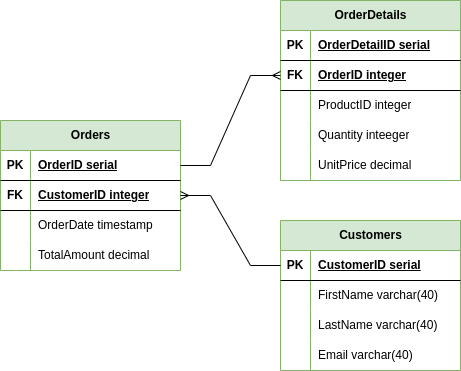 OrderDetails
PK OrderDetailID serial
FK OrderID integer
ProductID integer
Quantity inteeger
UnitPrice decimal
Orders
PK OrderID serial
FK CustomerID integer
OrderDate timestamp
TotalAmount decimal
Customers
PK CustomerID serial
FirstName varchar(40)
LastName varchar(40)
Email varchar(40)